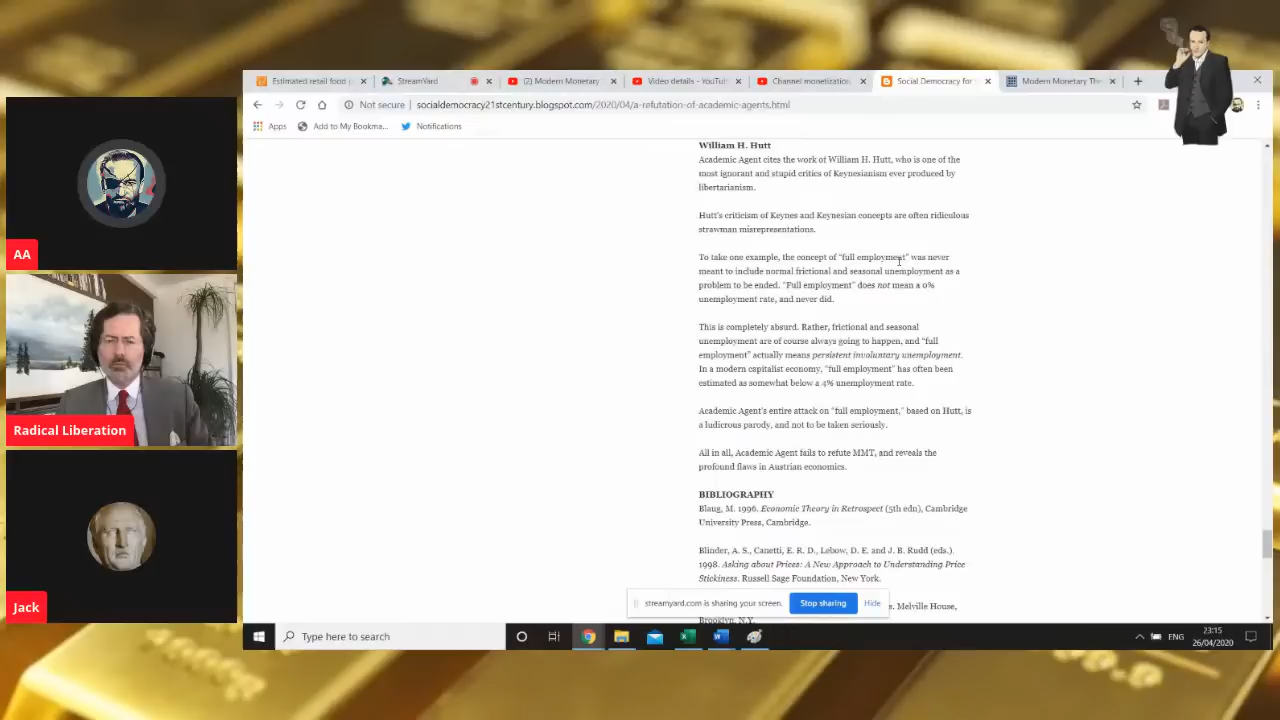 Estimated retail food
StreamYard
(2) Modern Monetary
Video details - YouTu
Channel monetization
Social Democracy for
Modern Monetary The
Not secure
socialdemocracy21stcentury.blogspot.com/2020/04/a-refutation-of-academic-agents.html
Apps
Add to My Bookma...
Notifications
William H. Hutt
Academic Agent cites the work of William H. Hutt, who is one of the
most ignorant and stupid critics of Keynesianism ever produced by
libertarianism.
Hutt's criticism of Keynes and Keynesian concepts are often ridiculous
strawman misrepresentations.
To take one example, the concept of “full employment” was never
meant to include normal frictional and seasonal unemployment as a
problem to be ended. “Full employment” does not mean a 0%
unemployment rate, and never did.
This is completely absurd. Rather, frictional and seasonal
unemployment are of course always going to happen, and “full
employment” actually means persistent involuntary unemployment.
In a modern capitalist economy, “full employment” has often been
estimated as somewhat below a 4% unemployment rate.
Academic Agent's entire attack on “full employment,” based on Hutt, is
a ludicrous parody, and not to be taken seriously.
All in all, Academic Agent fails to refute MMT, and reveals the
profound flaws in Austrian economics.
BIBLIOGRAPHY
Blaug, M. 1996. Economic Theory in Retrospect (5th edn), Cambridge
University Press, Cambridge.
Blinder, A. S., Canetti, E. R. D., Lebow, D. E. and J. B. Rudd (eds.).
1998. Asking about Prices: A New Approach to Understanding Price
Stickiness. Russell Sage Foundation, New York.
s. Melville House,
Brooklyn, N.Y.
streamyard.com is sharing your screen.
Stop sharing
Hide
Type here to search
ENG
23:15
26/04/2020
AA
Radical Liberation
Jack